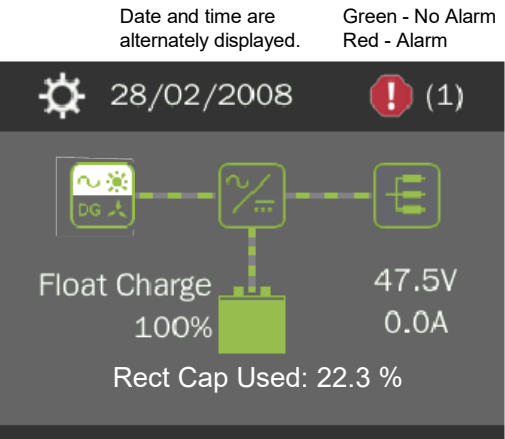 Date and time are
alternately displayed.
Green - No Alarm
Red - Alarm
28/02/2008
! (1)
DG
Float Charge
100%
47.5V
0.0A
Rect Cap Used: 22.3 %